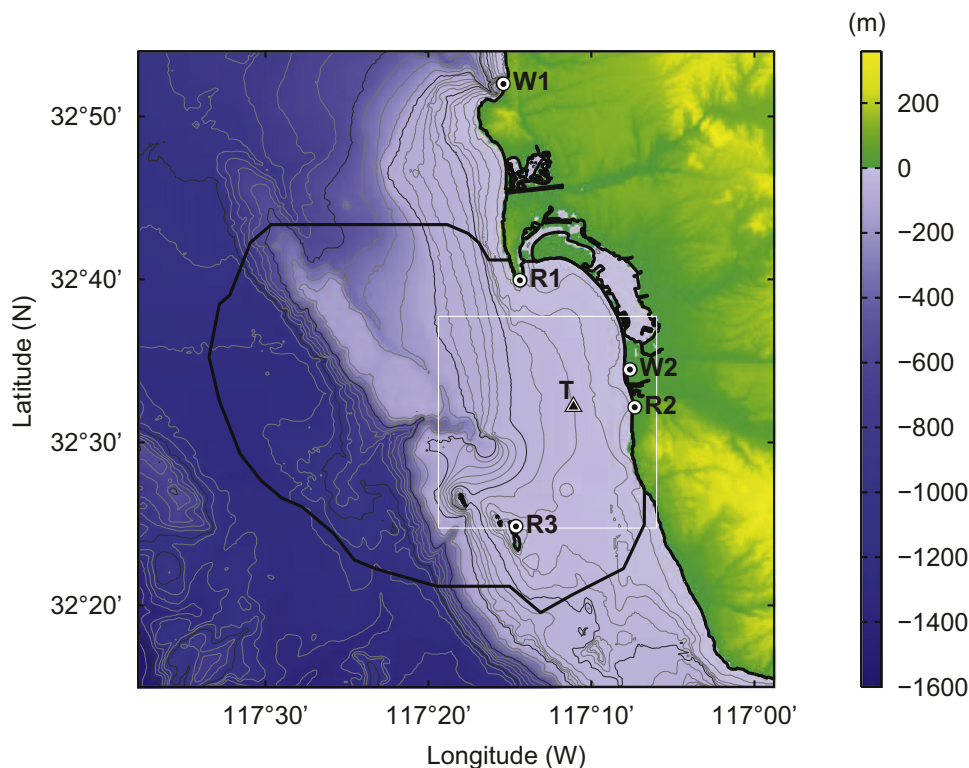 (m)
W1
32°50'
200
0
−200
R1
32°40'
−400
Latitude (N)
W2
−600
T
R2
−800
32°30'
−1000
R3
−1200
32°20'
−1400
−1600
117°30'
117°20'
117°10'
117°00'
Longitude (W)